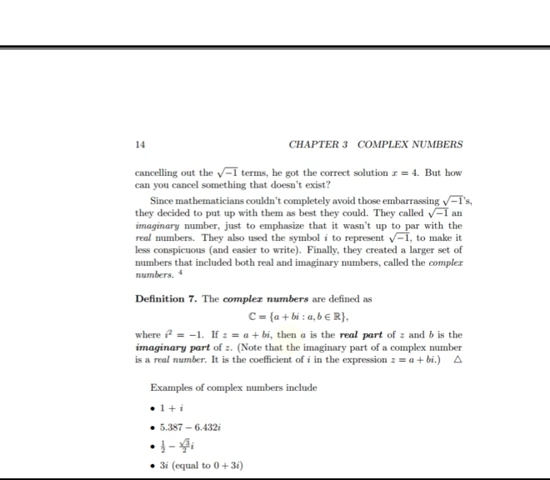 14 CHAPTER 3 COMPLEX NUMBERS
cancelling out the √−1 terms, he got the correct solution x = 4. But how
can you cancel something that doesn't exist?
Since mathematicians couldn't completely avoid those embarrassing √−1's,
they decided to put up with them as best they could. They called √−1 an
imaginary number, just to emphasize that it wasn't up to par with the
real numbers. They also used the symbol i to represent √−1, to make it
less conspicuous (and easier to write). Finally, they created a larger set of
numbers that included both real and imaginary numbers, called the complex
numbers. ⁴
Definition 7. The complex numbers are defined as
ℂ = {a + bi : a, b ∈ ℝ},
where i² = −1. If z = a + bi, then a is the real part of z and b is the
imaginary part of z. (Note that the imaginary part of a complex number
is a real number. It is the coefficient of i in the expression z = a + bi.) △
Examples of complex numbers include
• 1 + i
• 5.387 − 6.432i
• 1/2 − √3/2 i
• 3i (equal to 0 + 3i)